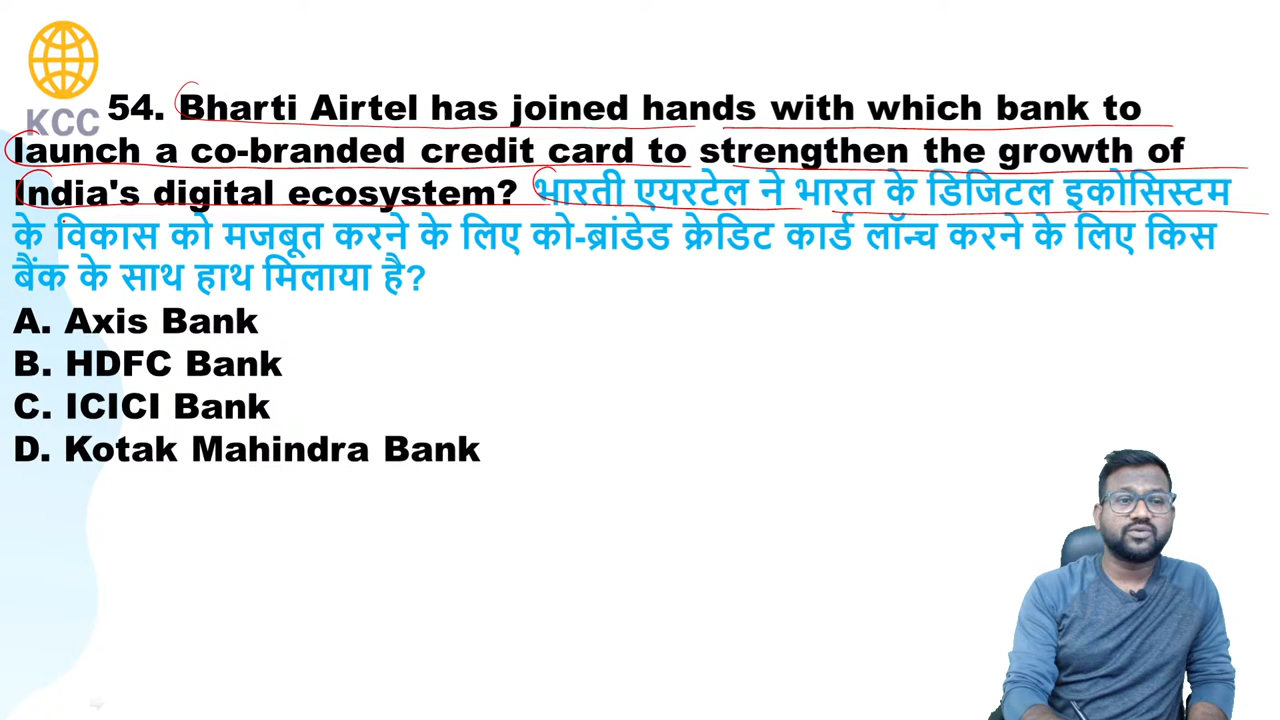 KCC
54. Bharti Airtel has joined hands with which bank to
launch a co-branded credit card to strengthen the growth of
India's digital ecosystem? भारती एयरटेल ने भारत के डिजिटल इकोसिस्टम
के विकास को मजबूत करने के लिए को-ब्रांडेड क्रेडिट कार्ड लॉन्च करने के लिए किस
बैंक के साथ हाथ मिलाया है?
A. Axis Bank
B. HDFC Bank
C. ICICI Bank
D. Kotak Mahindra Bank